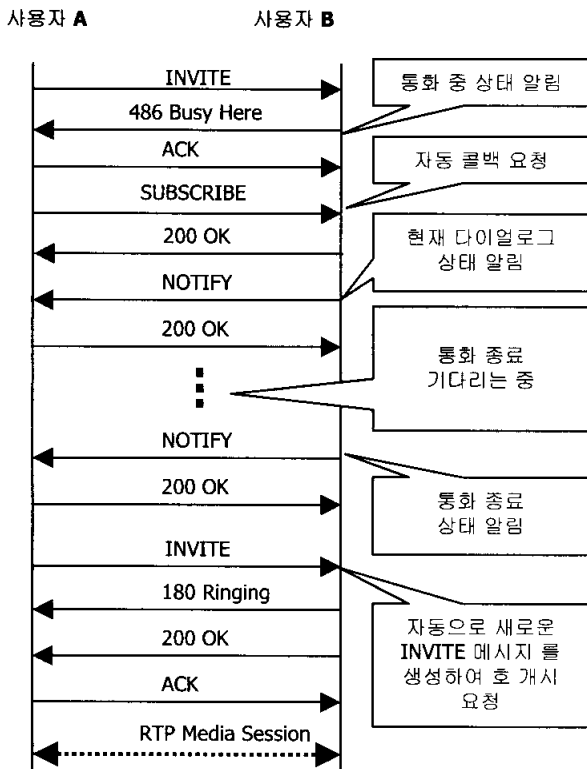 사용자 A
사용자 B
INVITE
통화 중 상태 알림
486 Busy Here
ACK
자동 콜백 요청
SUBSCRIBE
200 OK
현재 다이얼로그
상태 알림
NOTIFY
200 OK
통화 종료
기다리는 중
NOTIFY
200 OK
통화 종료
상태 알림
INVITE
180 Ringing
자동으로 새로운
INVITE 메시지 를
생성하여 호 개시
요청
200 OK
ACK
RTP Media Session